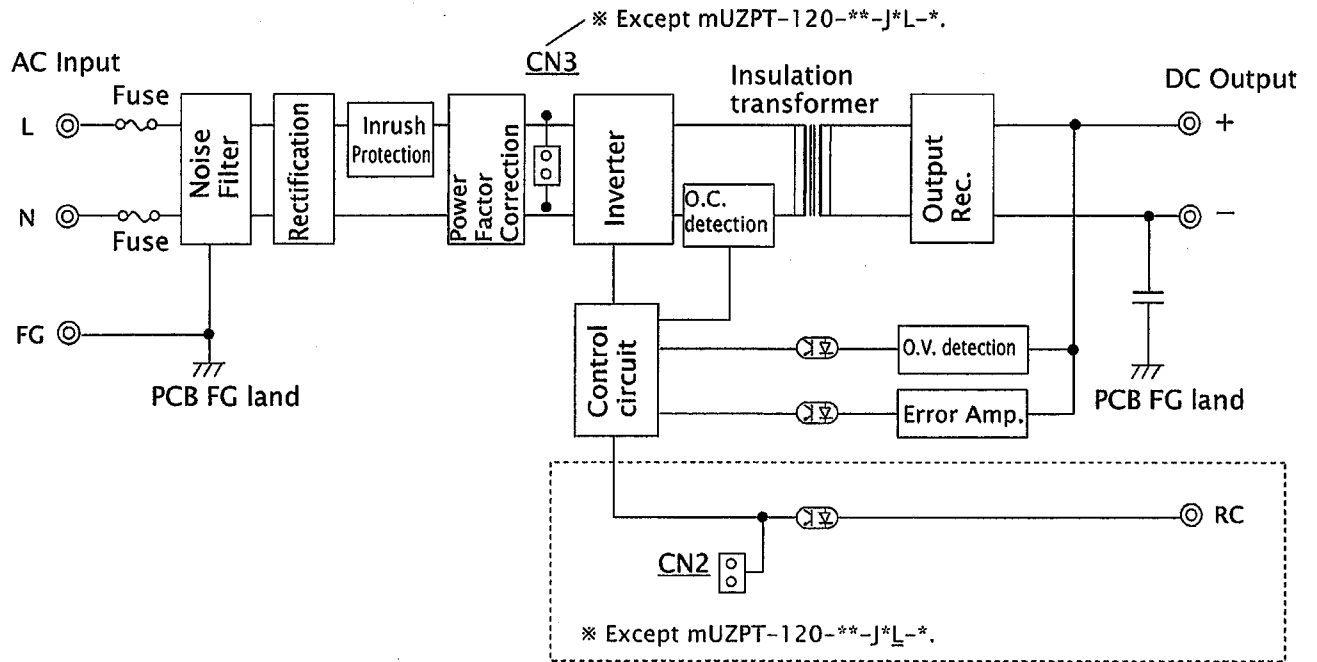 ※ Except mUZPT-120-**-J*L-*.
CN3
AC Input
Insulation
transformer
DC Output
Fuse
L
Noise
Filter
Rectification
Inrush
Protection
Power
Factor
Correction
Inverter
O.C.
detection
Output
Rec.
+
N
Fuse
−
FG
PCB FG land
Control
circuit
O.V. detection
Error Amp.
PCB FG land
RC
CN2
※ Except mUZPT-120-**-J*L-*.